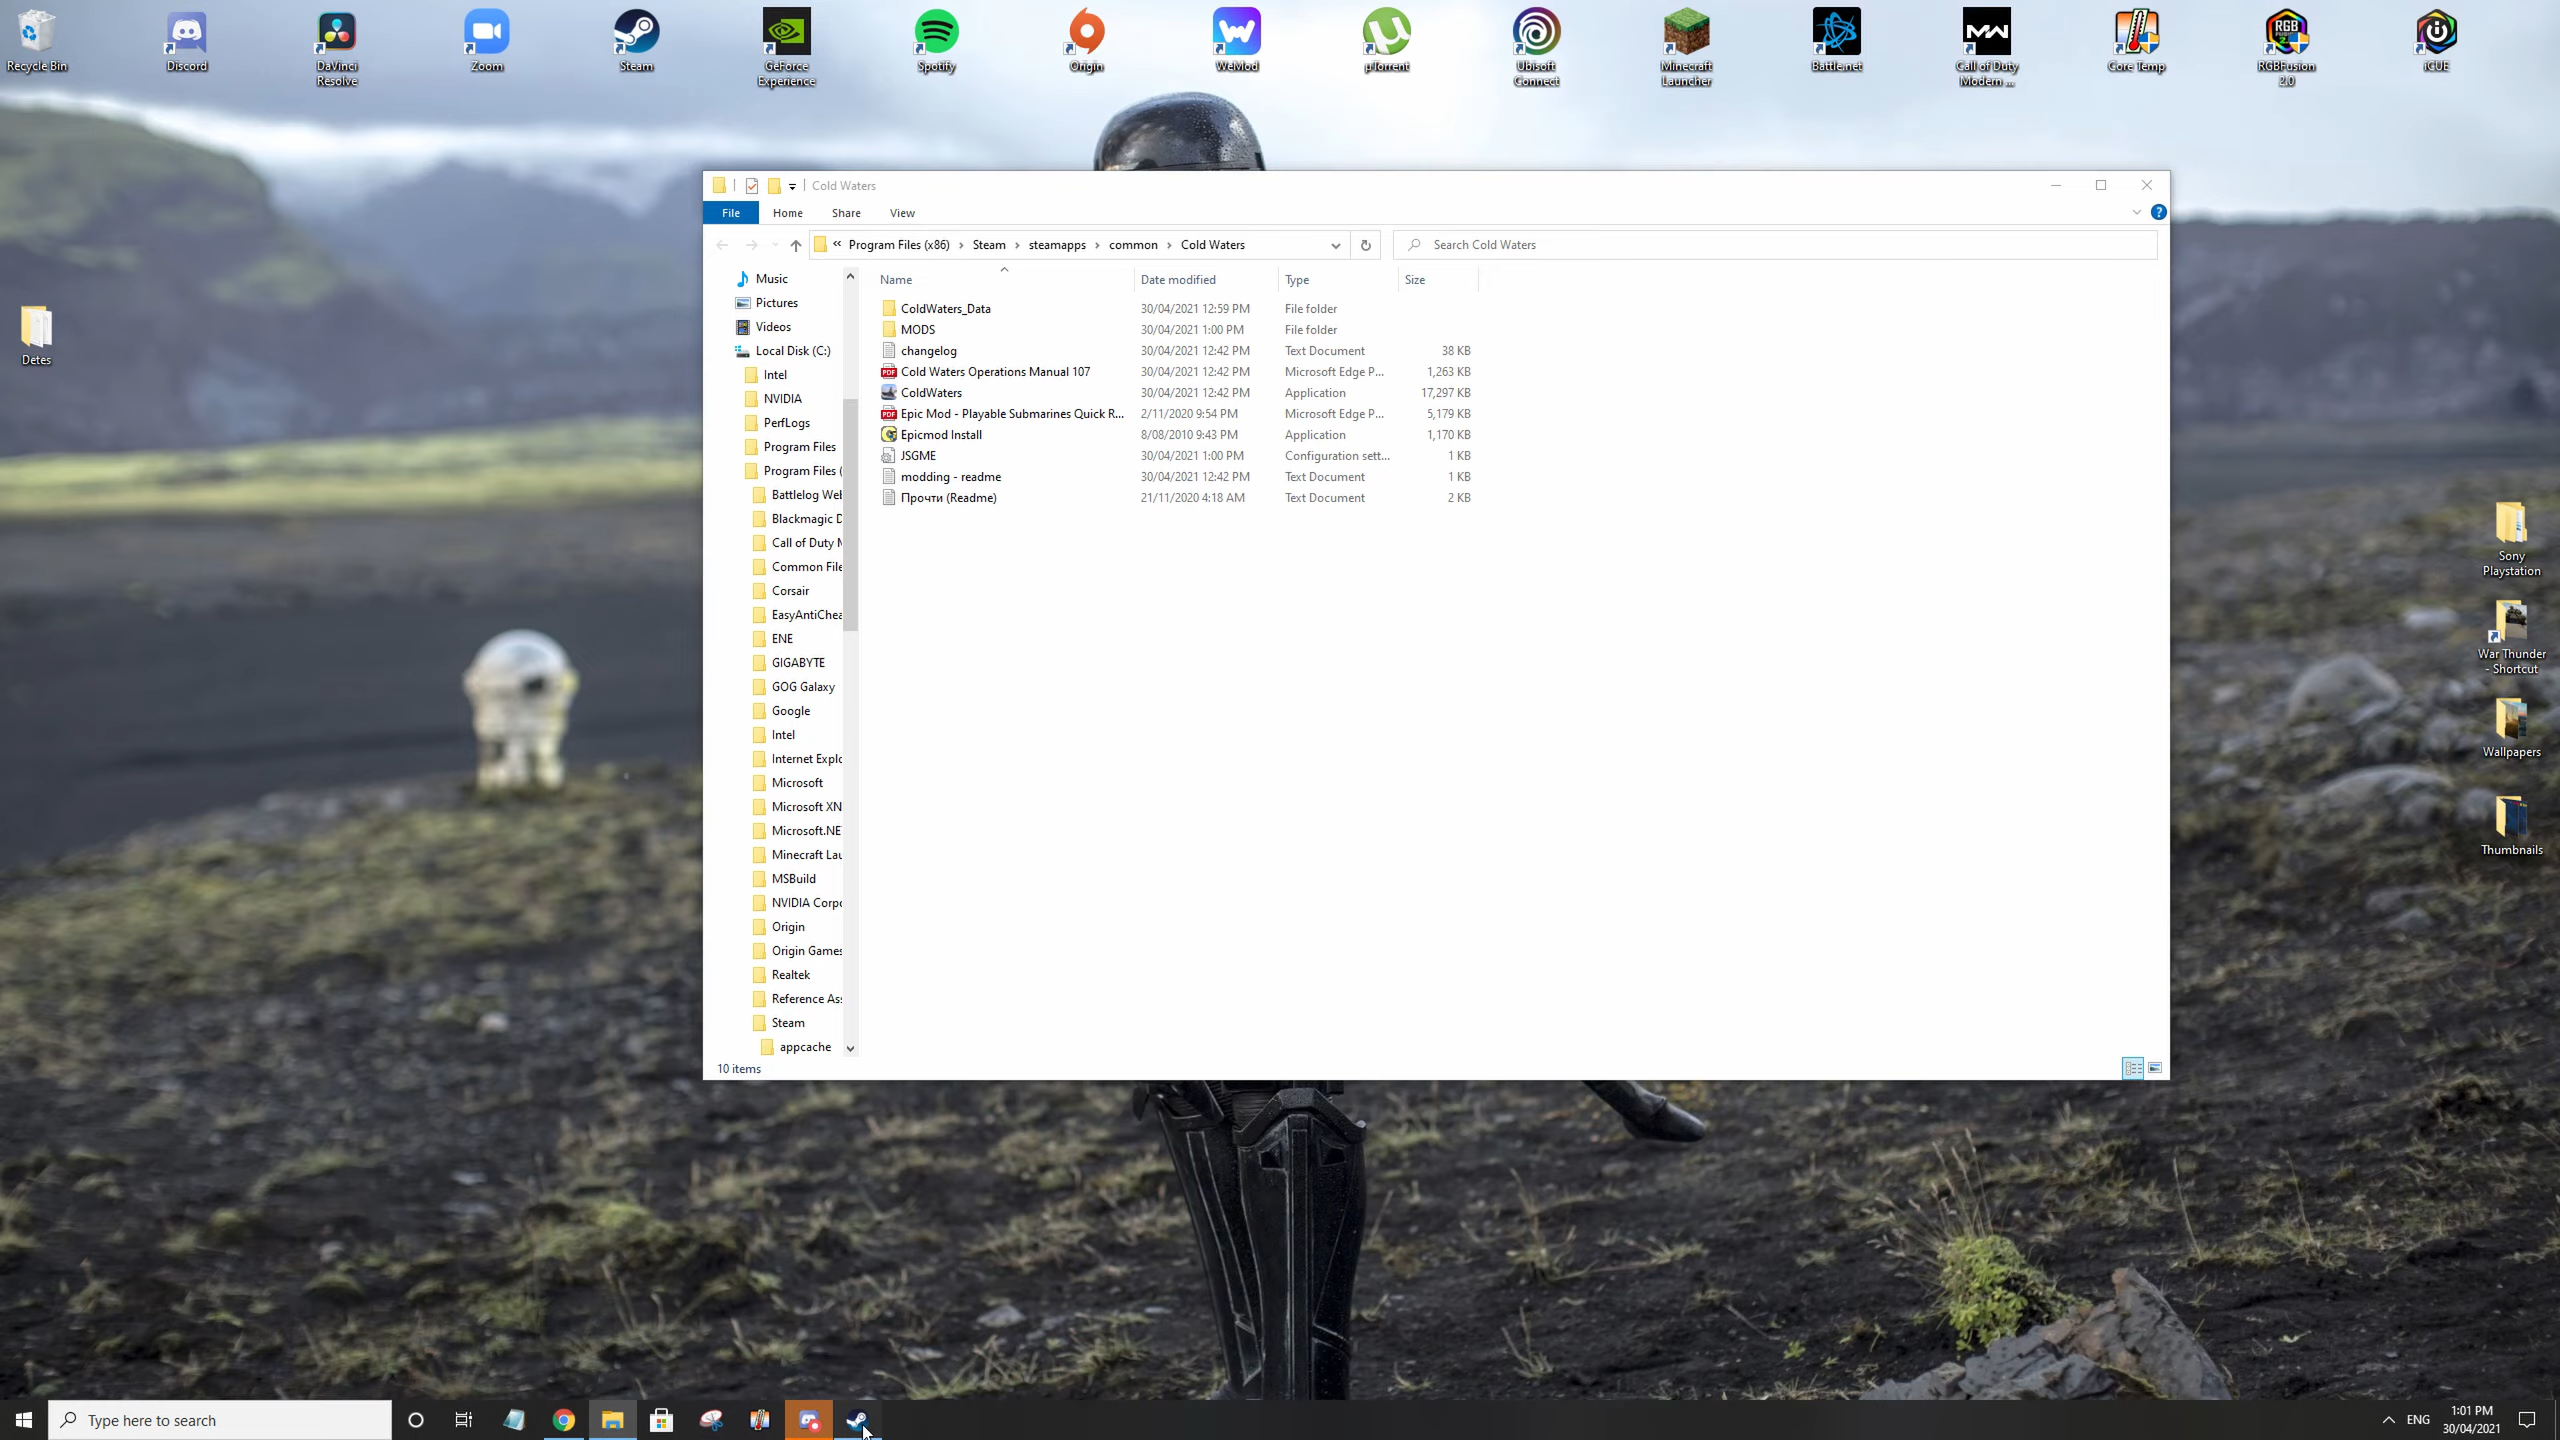 Recycle Bin
Discord
DaVinci
Resolve
Zoom
Steam
GeForce
Experience
Spotify
Origin
WeMod
µTorrent
Ubisoft
Connect
Minecraft
Launcher
Battle.net
Call of Duty
Modern ...
Core Temp
RGBFusion
2.0
iCUE
Detes
Sony
Playstation
War Thunder
- Shortcut
Wallpapers
Thumbnails
Cold Waters
File Home Share View
« Program Files (x86) › Steam › steamapps › common › Cold Waters
Search Cold Waters
Music
Pictures
Videos
Local Disk (C:)
Intel
NVIDIA
PerfLogs
Program Files
Program Files (
Battlelog Wel
Blackmagic D
Call of Duty M
Common File
Corsair
EasyAntiChea
ENE
GIGABYTE
GOG Galaxy
Google
Intel
Internet Explo
Microsoft
Microsoft XN
Microsoft.NE
Minecraft Lau
MSBuild
NVIDIA Corpo
Origin
Origin Games
Realtek
Reference Ass
Steam
appcache
Name Date modified Type Size
ColdWaters_Data 30/04/2021 12:59 PM File folder
MODS 30/04/2021 1:00 PM File folder
changelog 30/04/2021 12:42 PM Text Document 38 KB
Cold Waters Operations Manual 107 30/04/2021 12:42 PM Microsoft Edge P... 1,263 KB
ColdWaters 30/04/2021 12:42 PM Application 17,297 KB
Epic Mod - Playable Submarines Quick R... 2/11/2020 9:54 PM Microsoft Edge P... 5,179 KB
Epicmod Install 8/08/2010 9:43 PM Application 1,170 KB
JSGME 30/04/2021 1:00 PM Configuration sett... 1 KB
modding - readme 30/04/2021 12:42 PM Text Document 1 KB
Прочти (Readme) 21/11/2020 4:18 AM Text Document 2 KB
10 items
Type here to search
ENG
1:01 PM
30/04/2021